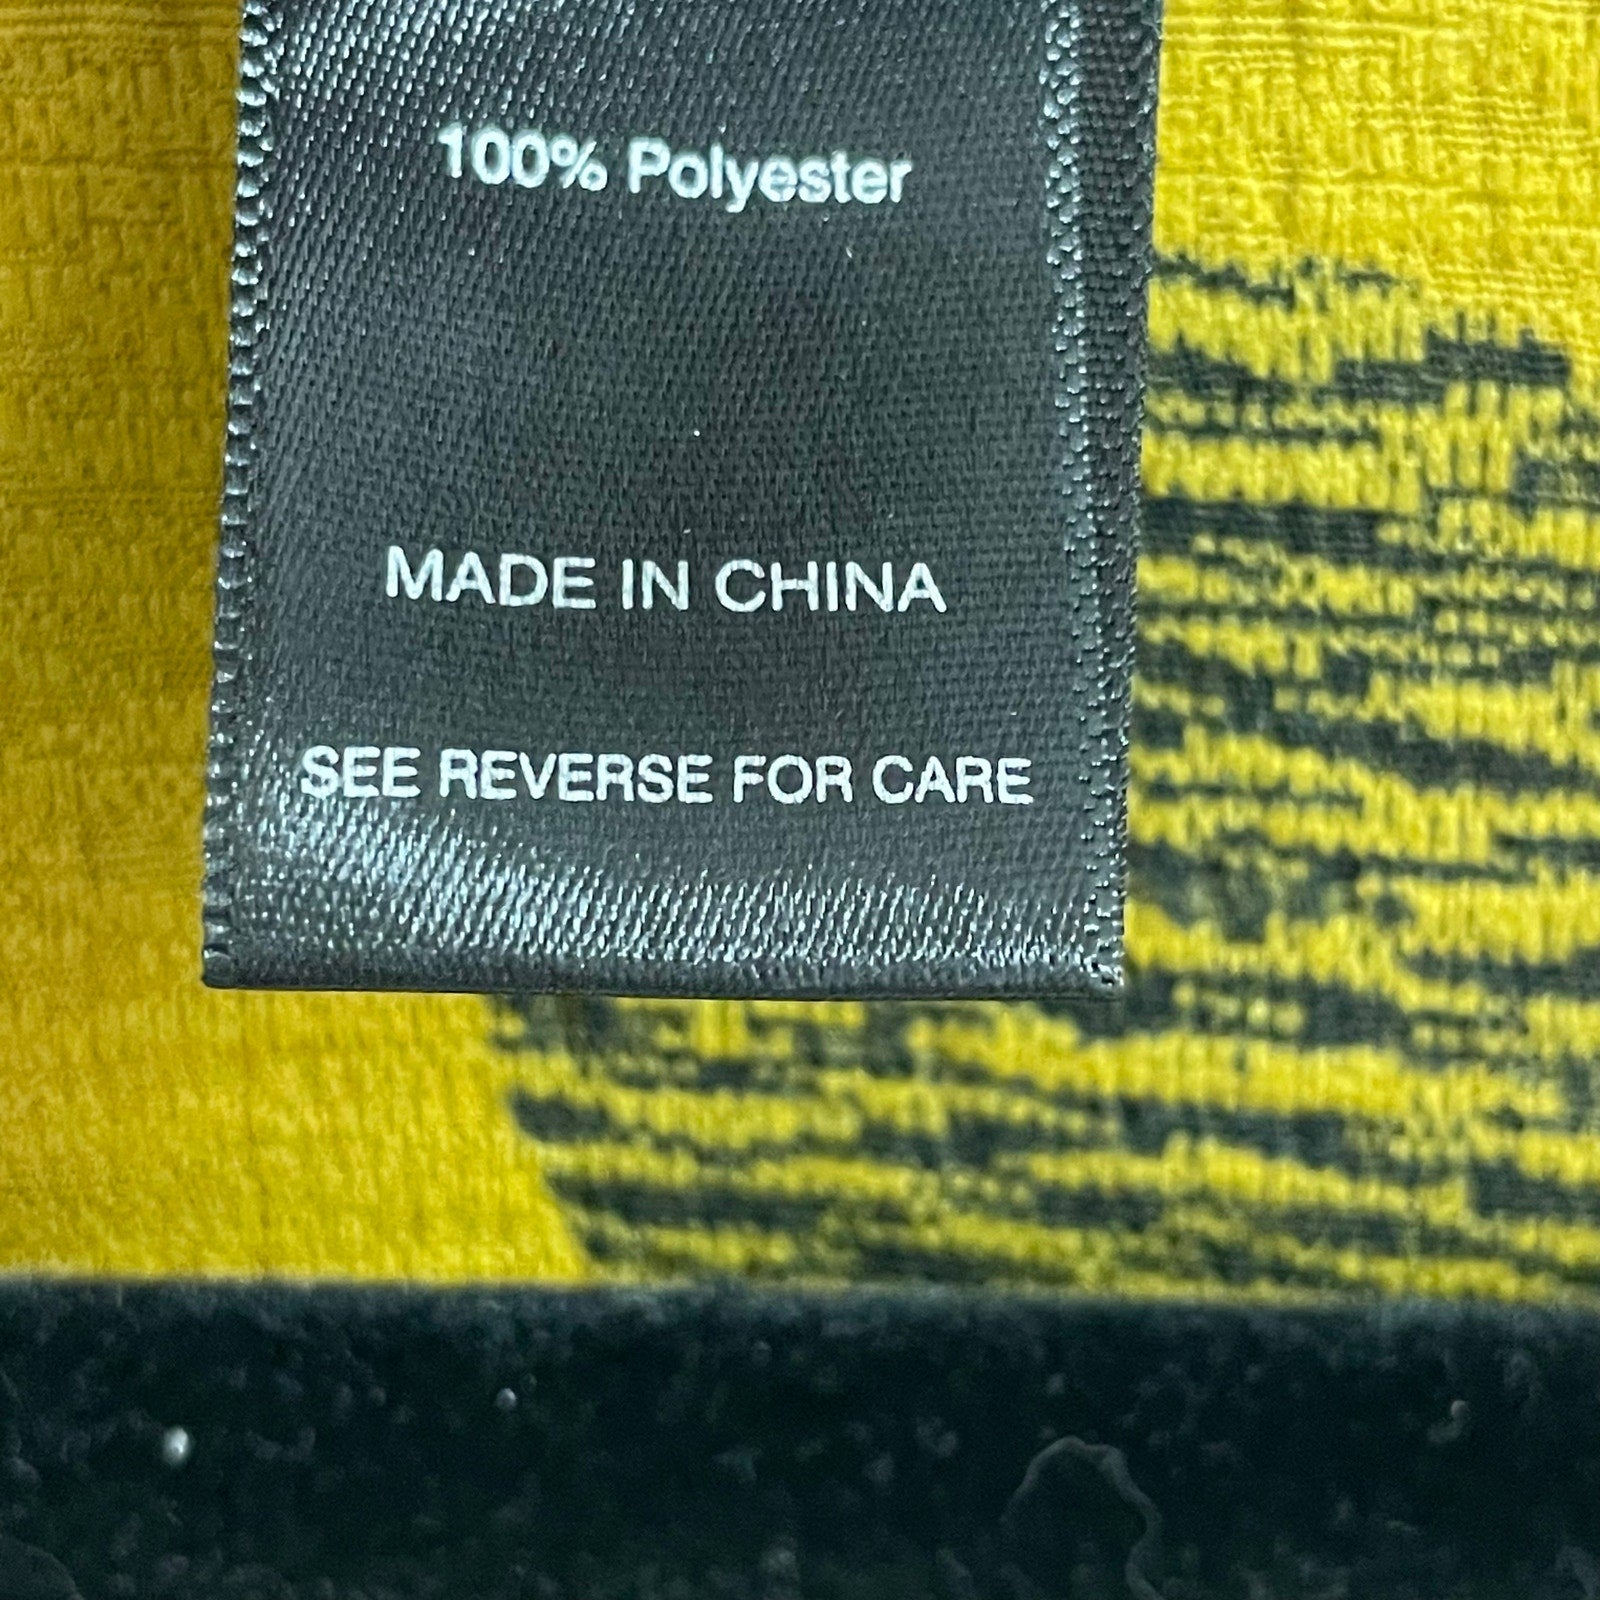 100% Polyester
MADE IN CHINA
SEE REVERSE FOR CARE